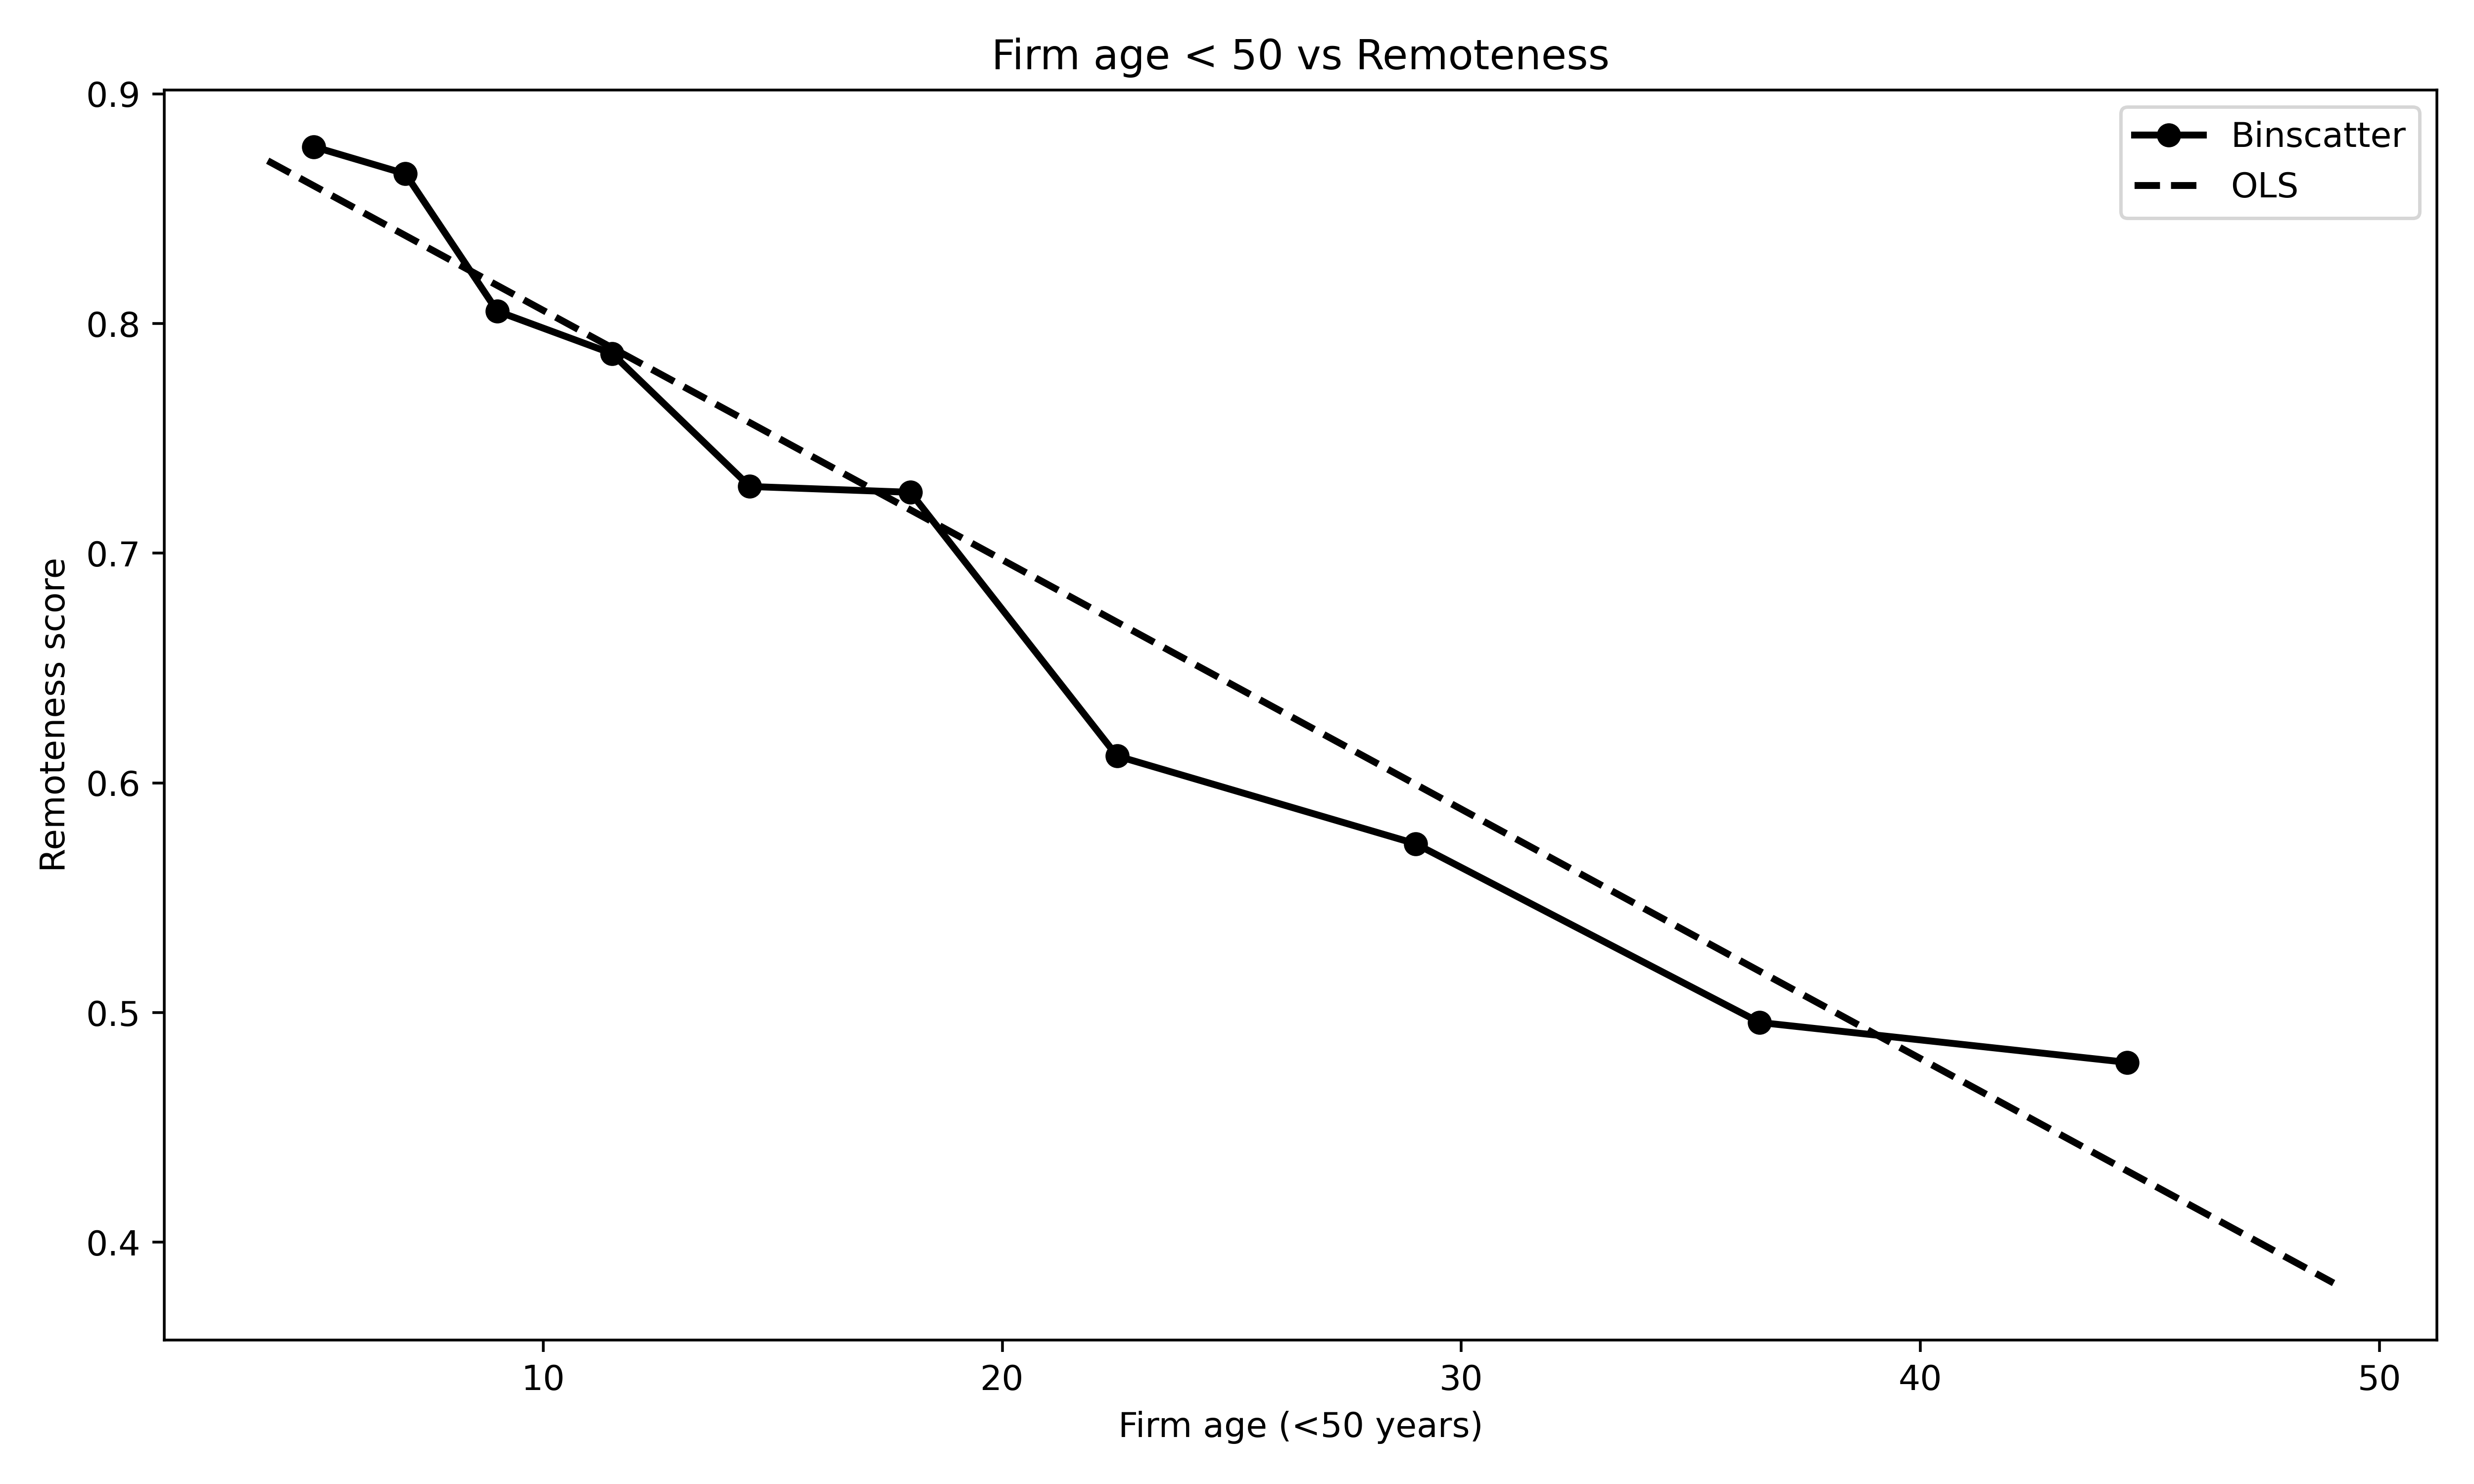 Firm age < 50 vs Remoteness
Binscatter
OLS
Remoteness score
0.9
0.8
0.7
0.6
0.5
0.4
10 20 30 40 50
Firm age (<50 years)